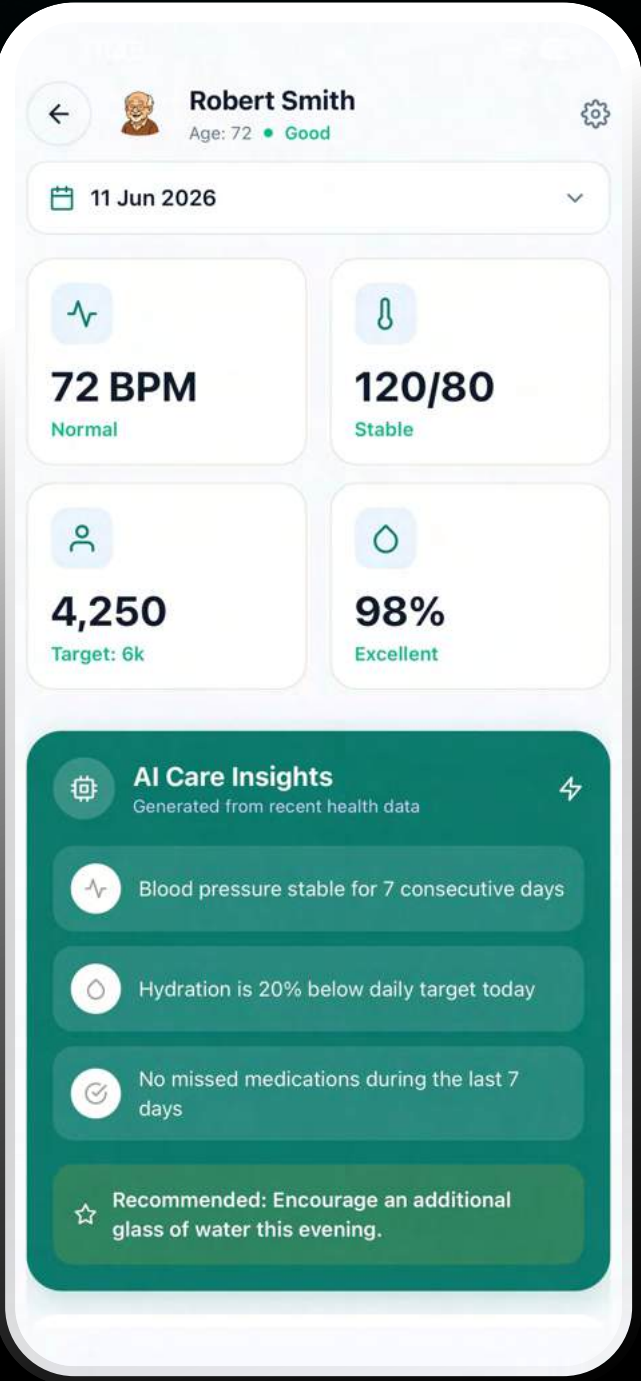 Robert Smith
Age: 72 • Good
11 Jun 2026
72 BPM
Normal
120/80
Stable
4,250
Target: 6k
98%
Excellent
AI Care Insights
Generated from recent health data
Blood pressure stable for 7 consecutive days
Hydration is 20% below daily target today
No missed medications during the last 7
days
Recommended: Encourage an additional
glass of water this evening.